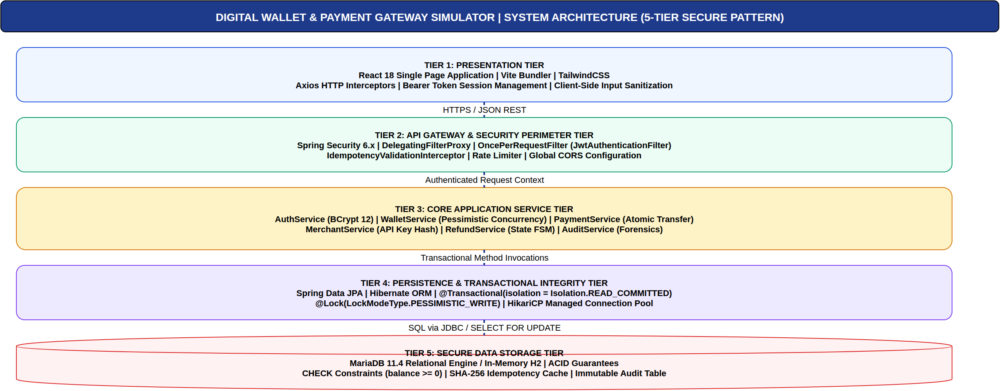 DIGITAL WALLET & PAYMENT GATEWAY SIMULATOR | SYSTEM ARCHITECTURE (5-TIER SECURE PATTERN)
TIER 1: PRESENTATION TIER
React 18 Single Page Application | Vite Bundler | TailwindCSS
Axios HTTP Interceptors | Bearer Token Session Management | Client-Side Input Sanitization
HTTPS / JSON REST
TIER 2: API GATEWAY & SECURITY PERIMETER TIER
Spring Security 6.x | DelegatingFilterProxy | OncePerRequestFilter (JwtAuthenticationFilter)
IdempotencyValidationInterceptor | Rate Limiter | Global CORS Configuration
Authenticated Request Context
TIER 3: CORE APPLICATION SERVICE TIER
AuthService (BCrypt 12) | WalletService (Pessimistic Concurrency) | PaymentService (Atomic Transfer)
MerchantService (API Key Hash) | RefundService (State FSM) | AuditService (Forensics)
Transactional Method Invocations
TIER 4: PERSISTENCE & TRANSACTIONAL INTEGRITY TIER
Spring Data JPA | Hibernate ORM | @Transactional(isolation = Isolation.READ_COMMITTED)
@Lock(LockModeType.PESSIMISTIC_WRITE) | HikariCP Managed Connection Pool
SQL via JDBC / SELECT FOR UPDATE
TIER 5: SECURE DATA STORAGE TIER
MariaDB 11.4 Relational Engine / In-Memory H2 | ACID Guarantees
CHECK Constraints (balance >= 0) | SHA-256 Idempotency Cache | Immutable Audit Table